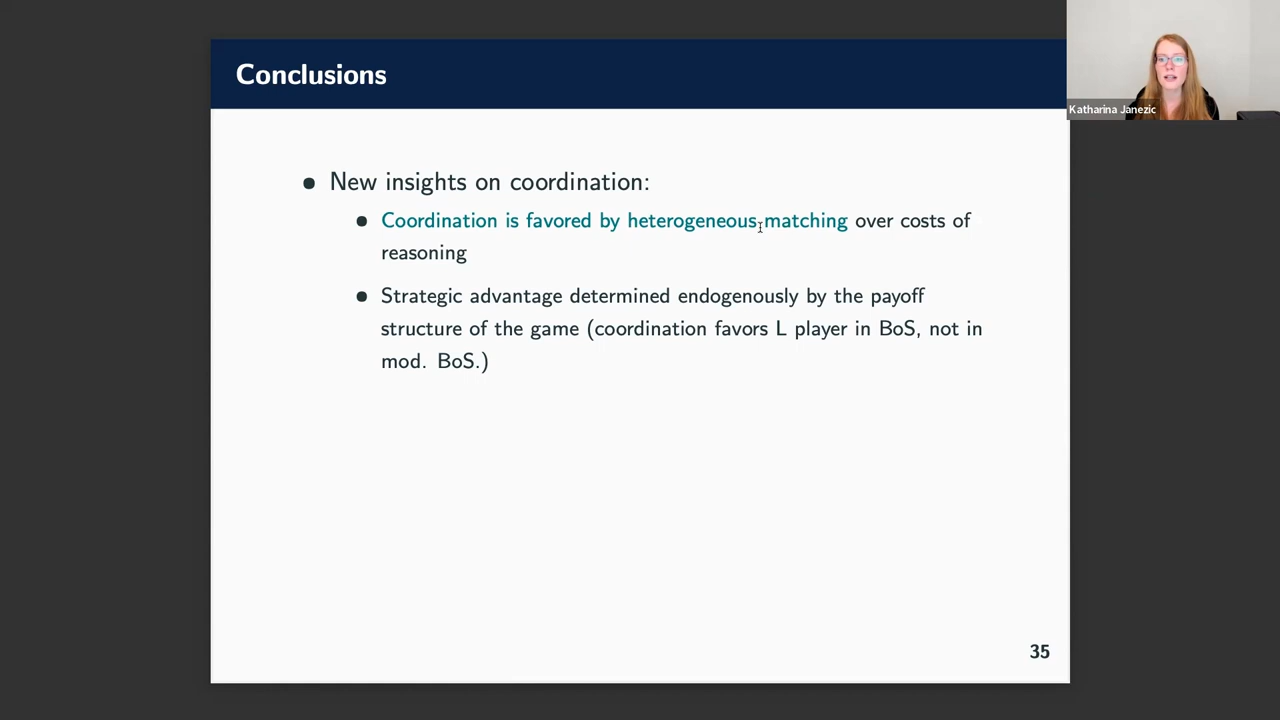 Conclusions
Katharina Janezic
New insights on coordination:
Coordination is favored by heterogeneous matching over costs of
reasoning
Strategic advantage determined endogenously by the payoff
structure of the game (coordination favors L player in BoS, not in
mod. BoS.)
35